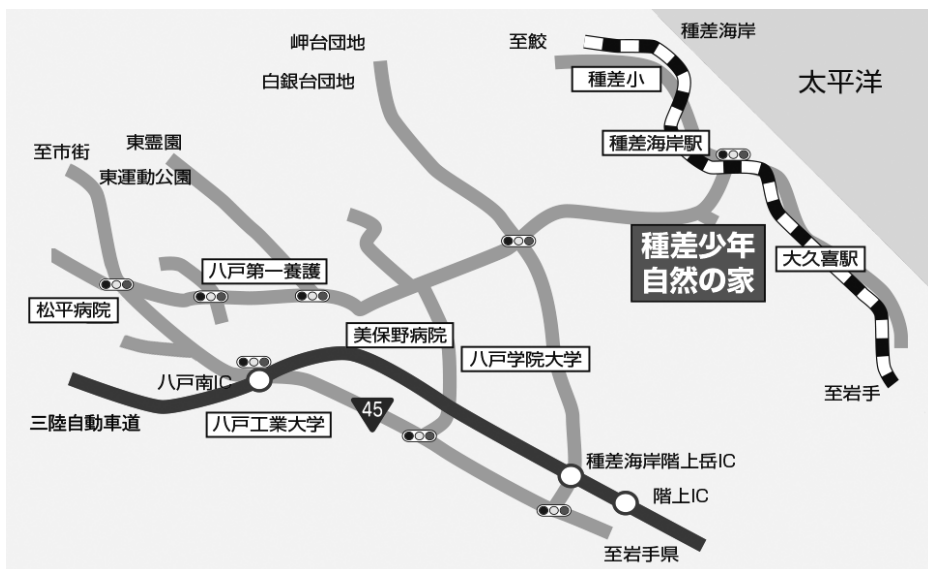 岬台団地
白銀台団地
至鮫
種差海岸
太平洋
種差小
種差海岸駅
東霊園
至市街
東運動公園
種差少年
自然の家
大久喜駅
八戸第一養護
松平病院
美保野病院
八戸学院大学
八戸南IC
至岩手
三陸自動車道
八戸工業大学
45
種差海岸階上岳IC
階上IC
至岩手県